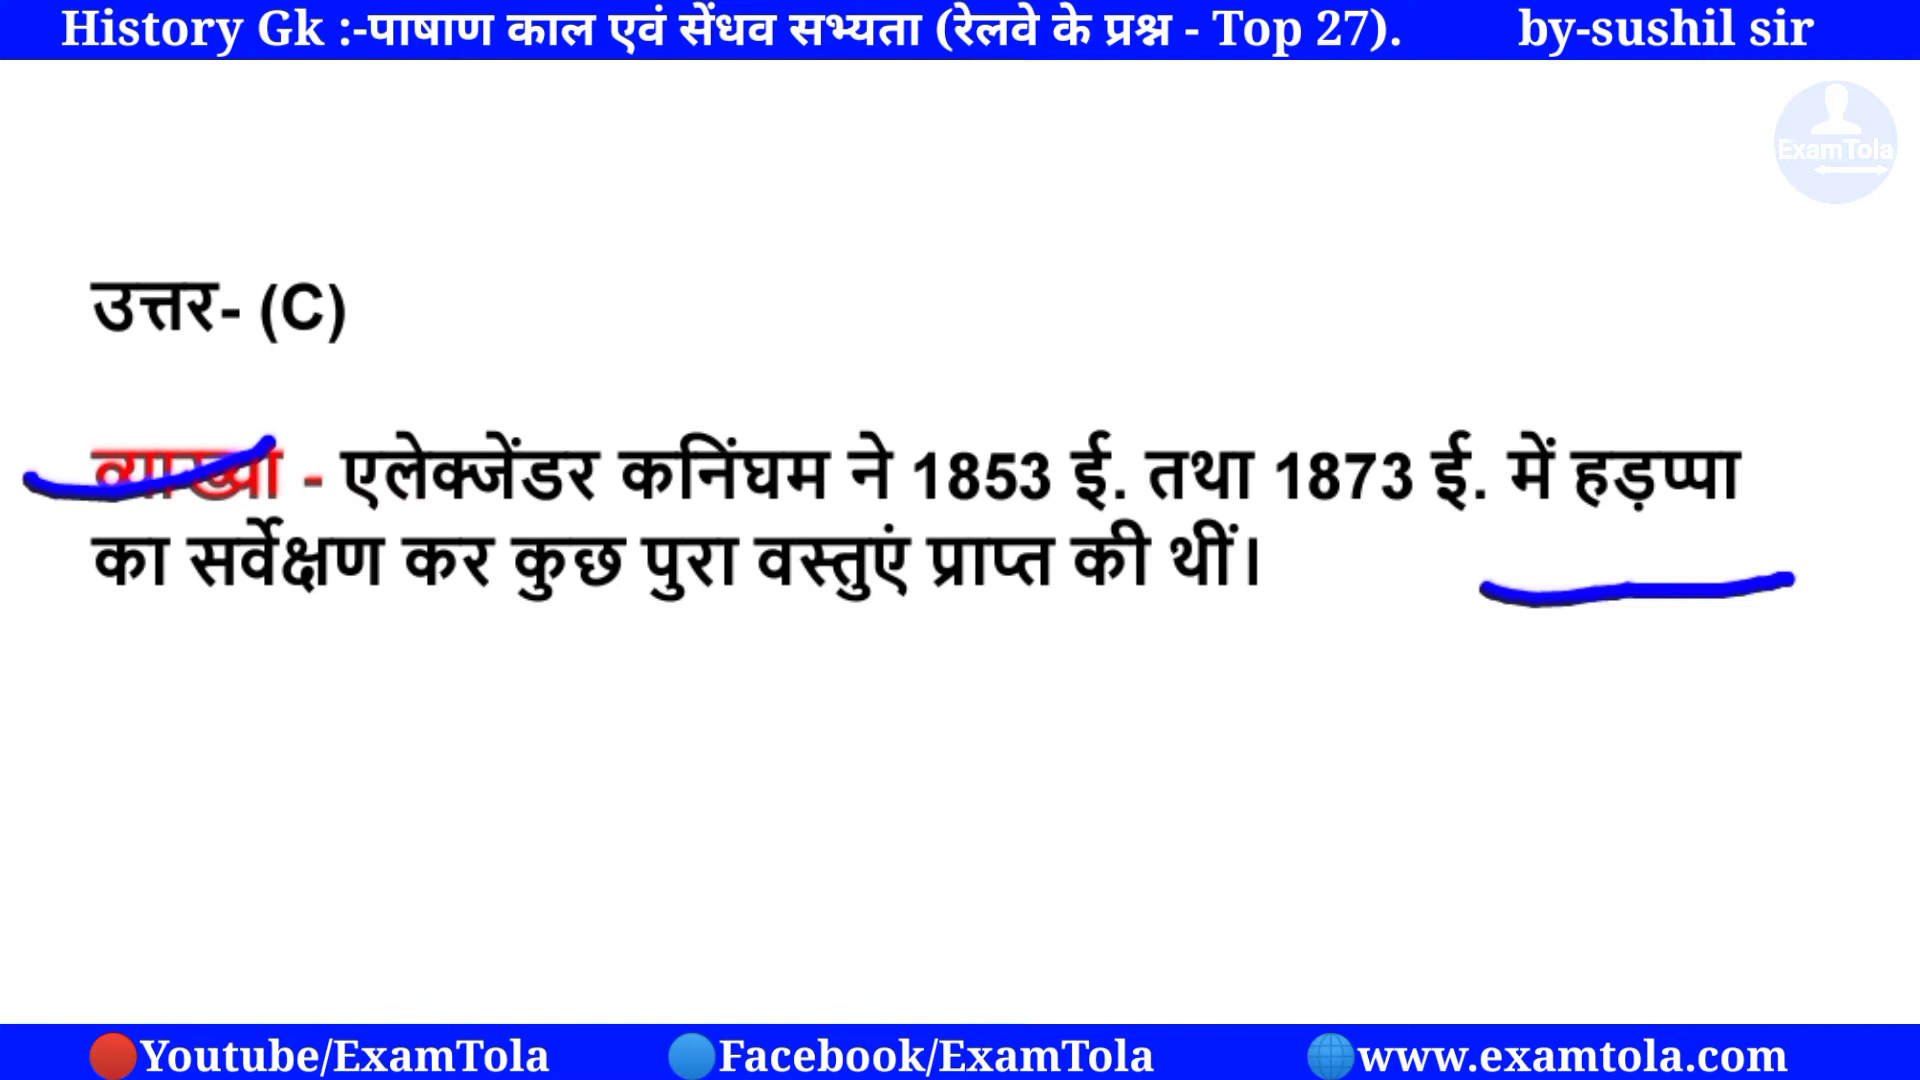 History Gk :-पाषाण काल एवं सेंधव सभ्यता (रेलवे के प्रश्न - Top 27). by-sushil sir
ExamTola
उत्तर- (C)
व्याख्या - एलेक्जेंडर कनिंघम ने 1853 ई. तथा 1873 ई. में हड़प्पा
का सर्वेक्षण कर कुछ पुरा वस्तुएं प्राप्त की थीं।
Youtube/ExamTola Facebook/ExamTola www.examtola.com